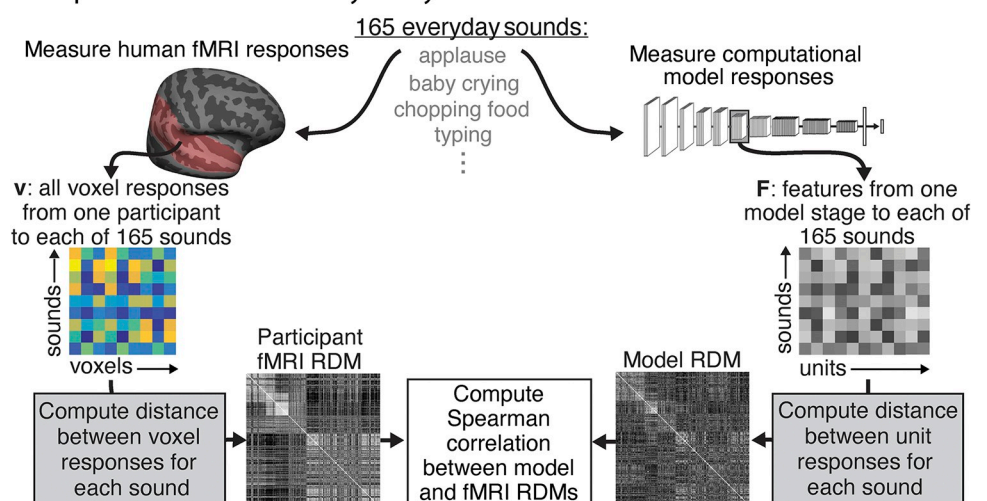 165 everyday sounds:
applause
baby crying
chopping food
typing
Measure human fMRI responses
Measure computational
model responses
v: all voxel responses
from one participant
to each of 165 sounds
sounds
voxels
F: features from one
model stage to each of
165 sounds
sounds
units
Compute distance
between voxel
responses for
each sound
Participant
fMRI RDM
Compute
Spearman
correlation
between model
and fMRI RDMs
Model RDM
Compute distance
between unit
responses for
each sound